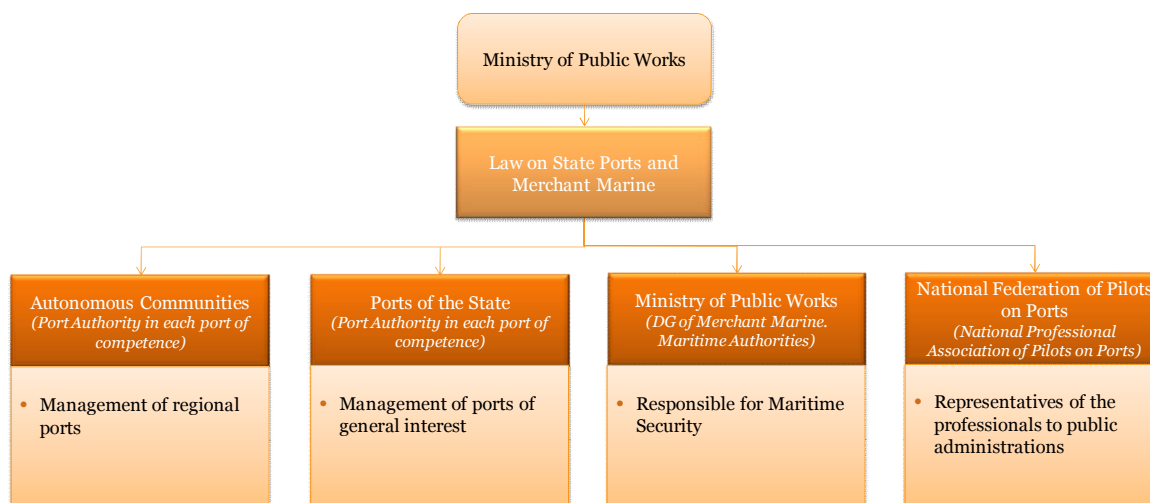 Ministry of Public Works
Law on State Ports and
Merchant Marine
Autonomous Communities
(Port Authority in each port of
competence)
• Management of regional
ports
Ports of the State
(Port Authority in each port of
competence)
• Management of ports of
general interest
Ministry of Public Works
(DG of Merchant Marine.
Maritime Authorities)
• Responsible for Maritime
Security
National Federation of Pilots
on Ports
(National Professional
Association of Pilots on Ports)
• Representatives of the
professionals to public
administrations